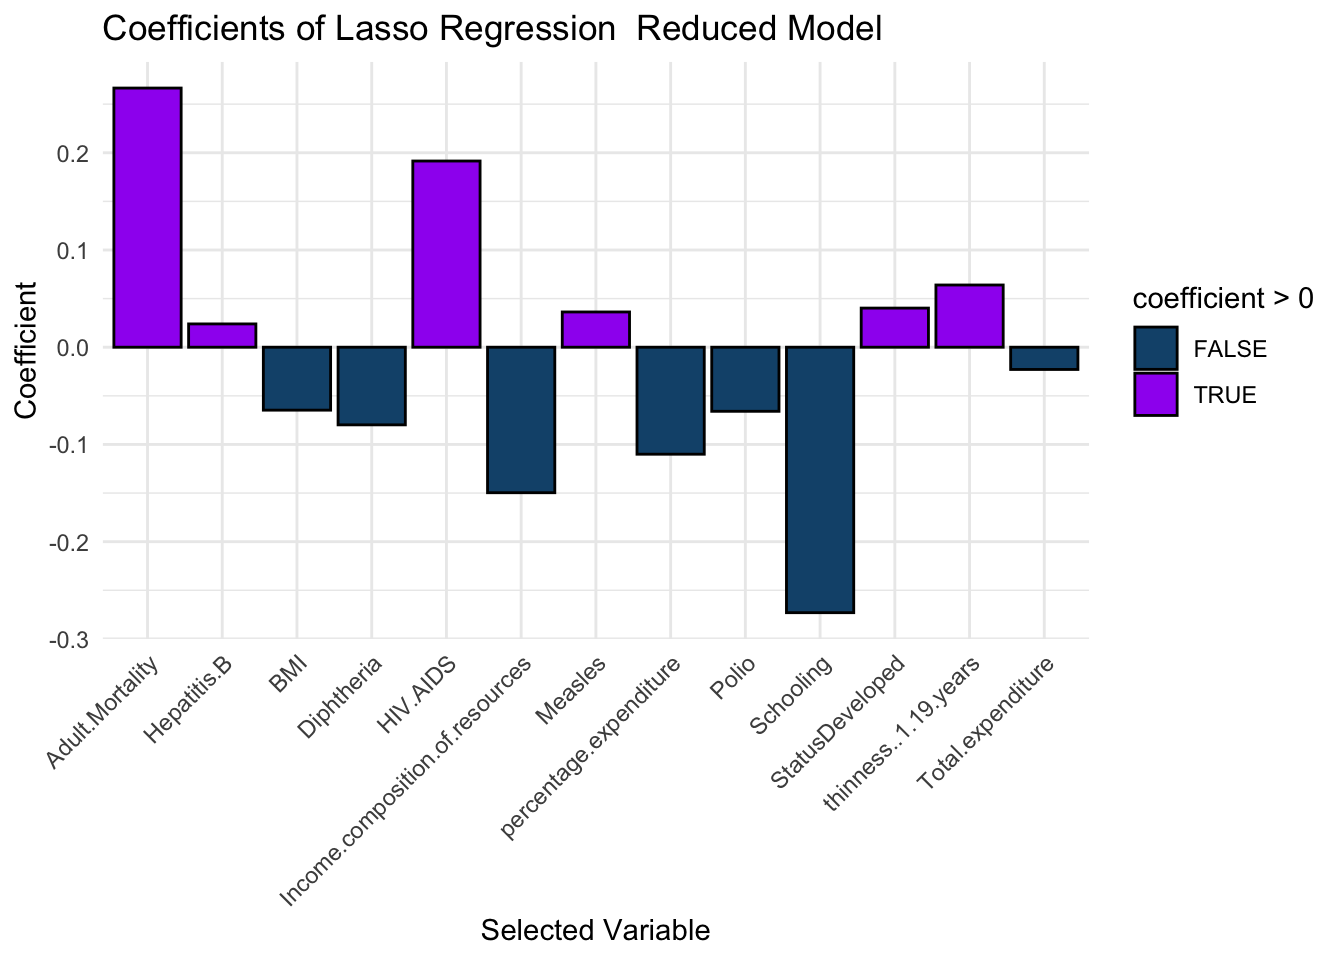 Coefficients of Lasso Regression  Reduced Model
0.2
0.1
0.0
-0.1
-0.2
-0.3
Coefficient
Adult.Mortality
Hepatitis.B
BMI
Diphtheria
HIV.AIDS
Income.composition.of.resources
Measles
percentage.expenditure
Polio
Schooling
StatusDeveloped
thinness..1.19.years
Total.expenditure
Selected Variable
coefficient > 0
FALSE
TRUE